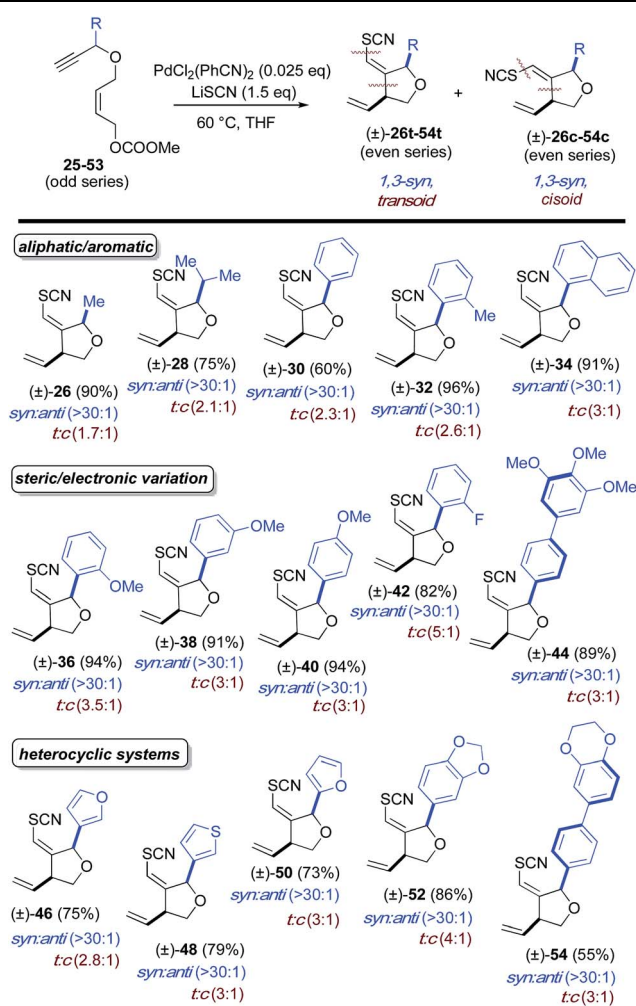 R
O
O
OCOOMe
25-53
(odd series)
PdCl2(PhCN)2 (0.025 eq)
LiSCN (1.5 eq)
60 °C, THF
SCN
R
O
(±)-26t-54t
(even series)
1,3-syn,
transoid
+
NCS
R
O
(±)-26c-54c
(even series)
1,3-syn,
cisoid
aliphatic/aromatic
SCN
Me
O
(±)-26 (90%)
syn:anti (>30:1)
t:c(1.7:1)
Me
SCN
Me
O
(±)-28 (75%)
syn:anti (>30:1)
t:c(2.1:1)
SCN
O
(±)-30 (60%)
syn:anti (>30:1)
t:c(2.3:1)
SCN
Me
O
(±)-32 (96%)
syn:anti (>30:1)
t:c(2.6:1)
SCN
O
(±)-34 (91%)
syn:anti (>30:1)
t:c(3:1)
steric/electronic variation
SCN
OMe
O
(±)-36 (94%)
syn:anti (>30:1)
t:c(3.5:1)
OMe
SCN
O
(±)-38 (91%)
syn:anti (>30:1)
t:c(3:1)
OMe
SCN
O
(±)-40 (94%)
syn:anti (>30:1)
t:c(3:1)
SCN
F
O
(±)-42 (82%)
syn:anti (>30:1)
t:c(5:1)
OMe
MeO
OMe
SCN
O
(±)-44 (89%)
syn:anti (>30:1)
t:c(3:1)
heterocyclic systems
O
SCN
O
(±)-46 (75%)
syn:anti (>30:1)
t:c(2.8:1)
S
SCN
O
(±)-48 (79%)
syn:anti (>30:1)
t:c(3:1)
O
SCN
O
(±)-50 (73%)
syn:anti (>30:1)
t:c(3:1)
O
O
SCN
O
(±)-52 (86%)
syn:anti (>30:1)
t:c(4:1)
O
O
SCN
O
(±)-54 (55%)
syn:anti (>30:1)
t:c(3:1)